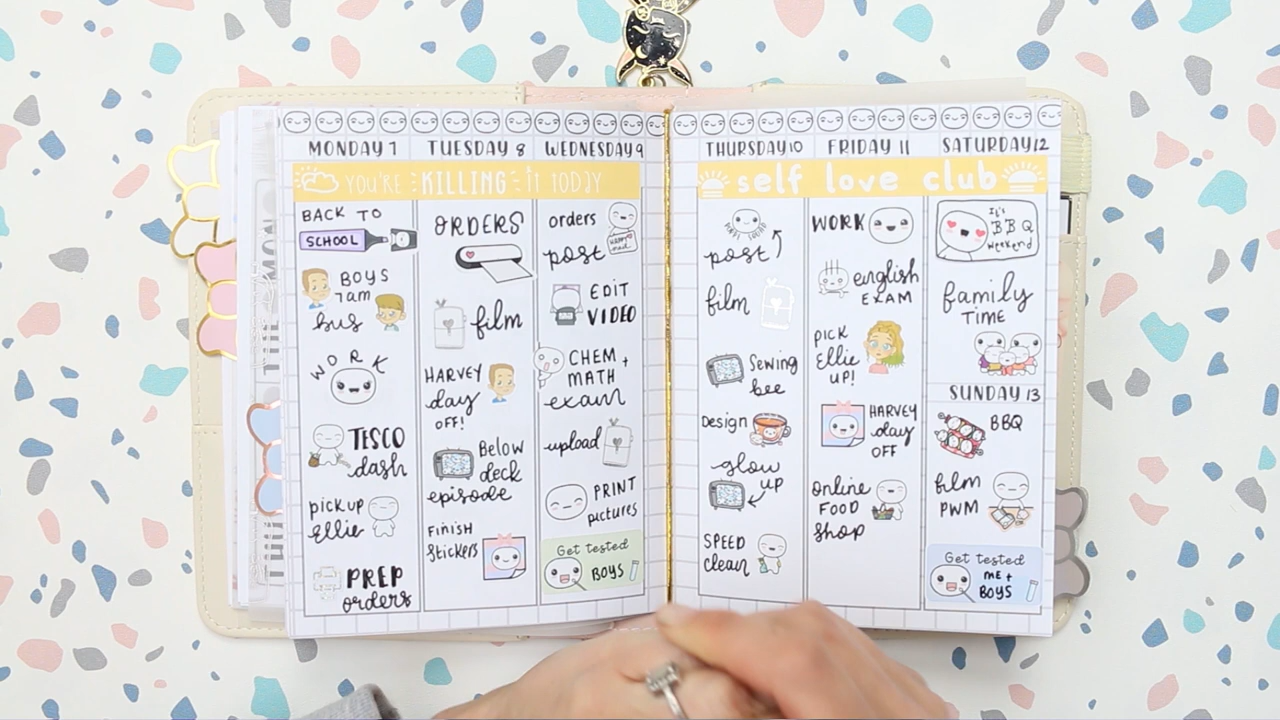 MONDAY 7
YOU'RE KILLING IT TODAY
BACK TO
SCHOOL
BOYS
7am
bus
WORK
TESCO
dash
pick up
Ellie
PREP
orders
TUESDAY 8
ORDERS
film
HARVEY
day
OFF!
Below
deck
episode
FINISH
Stickers
WEDNESDAY 9
orders
post
HAPPY
mail
EDIT
VIDEO
CHEM +
MATH
exam
upload
PRINT
pictures
Get tested
BOYS
THURSDAY 10
self love club
post
film
Sewing
bee
Design
glow
up
SPEED
clean
FRIDAY 11
WORK
english
EXAM
PICK
Ellie
UP!
HARVEY
day
OFF
online
FOOD
Shop
SATURDAY 12
It's
BBQ
weekend
family
TIME
SUNDAY 13
BBQ
film
PWM
Get tested
ME +
BOYS